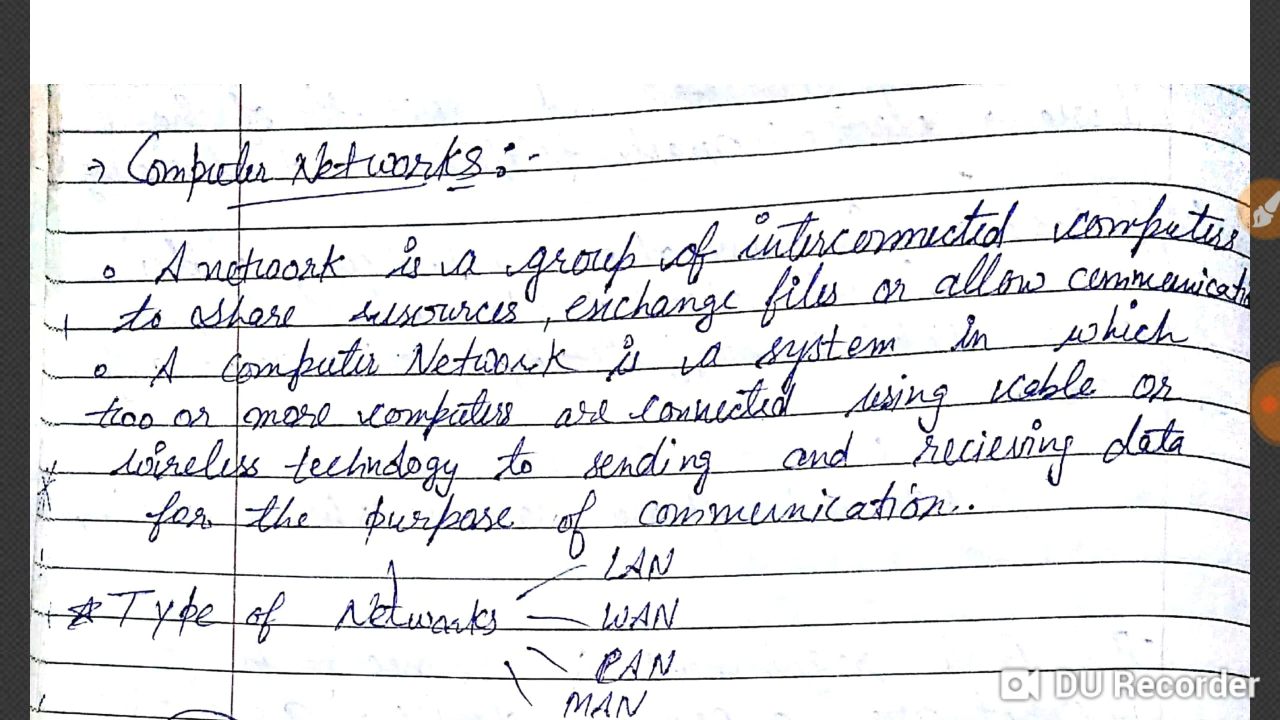 → Computer Networks :-
∘ A network is a group of interconnected computers
to share resources, exchange files or allow communicatio
∘ A computer Network is a system in which
two or more computers are connected using cable or
wireless technology to sending and recieving data
for the purpose of communication..
LAN
☆ Type of Networks WAN
PAN
MAN
DU Recorder